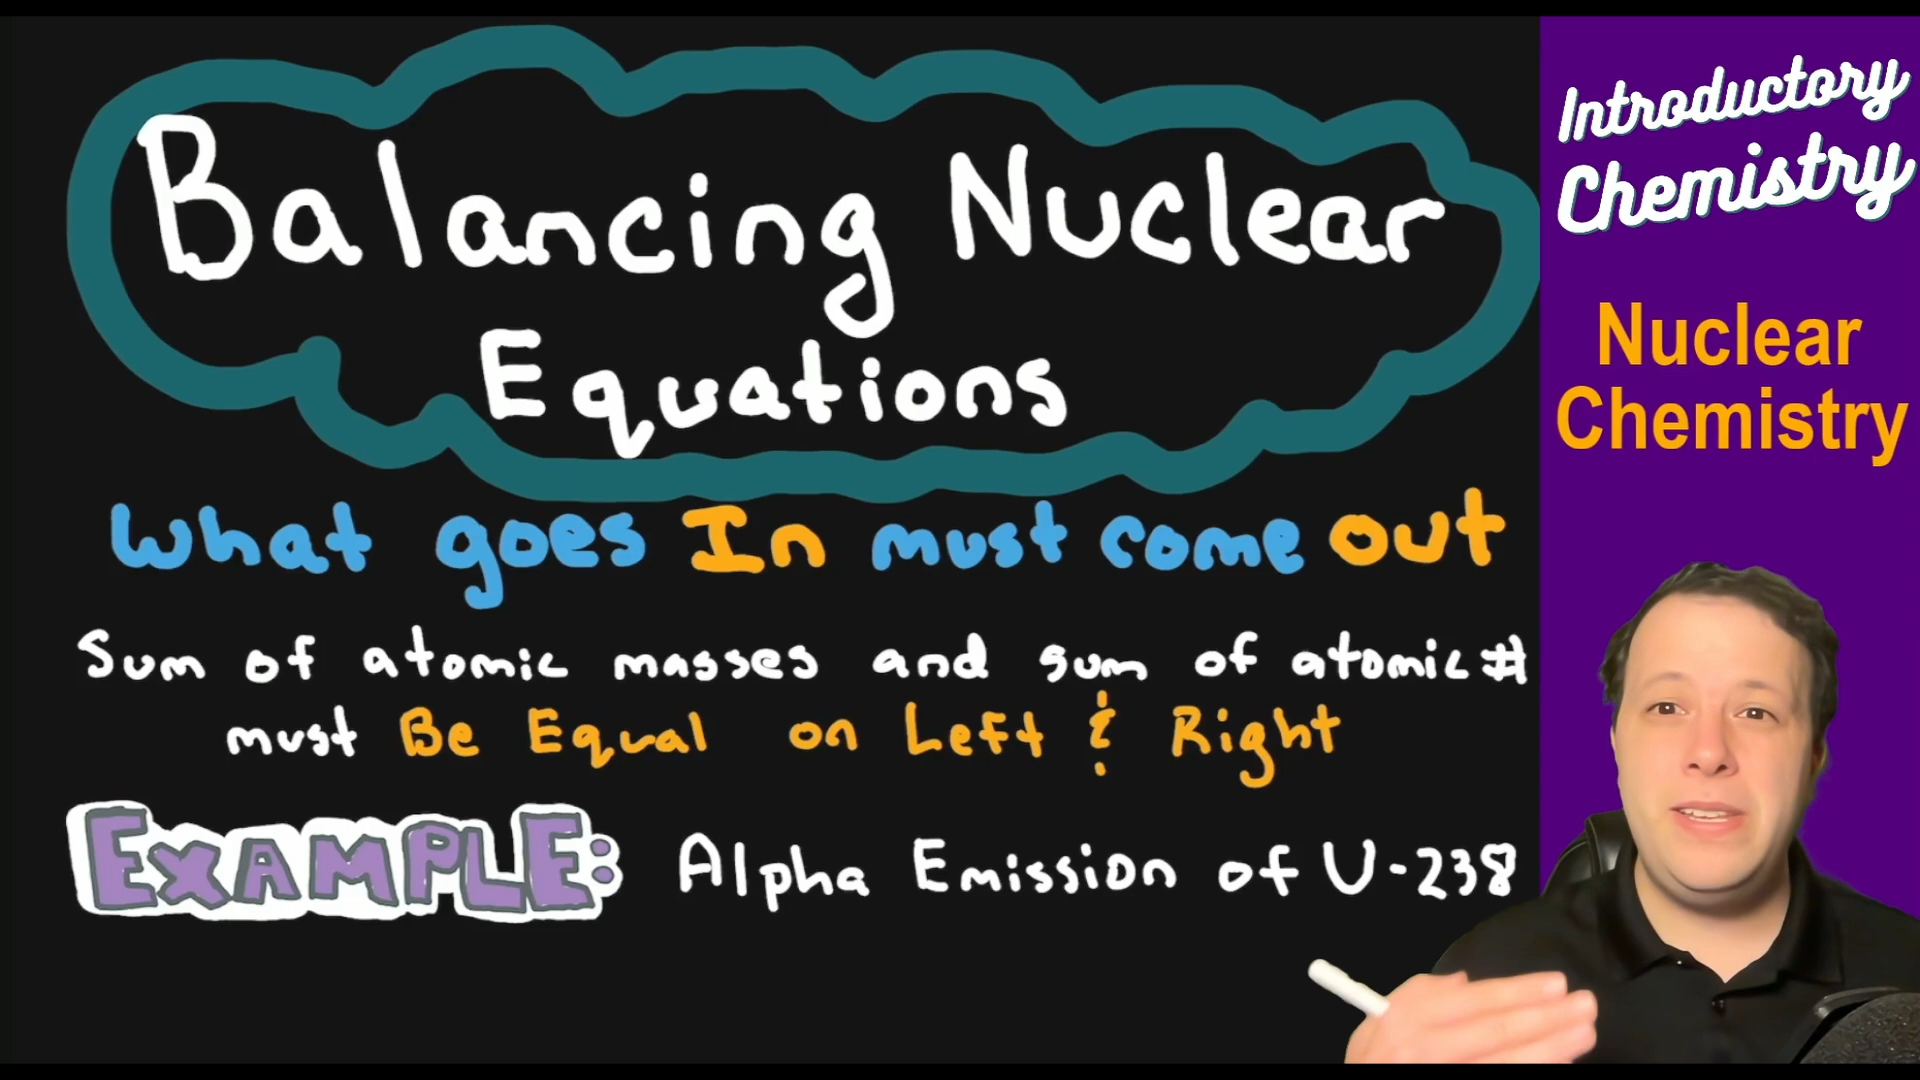 Balancing Nuclear
Equations
What goes In must come out
Sum of atomic masses and sum of atomic #
must Be Equal on Left & Right
EXAMPLE: Alpha Emission of U-238
Introductory
Chemistry
Nuclear
Chemistry